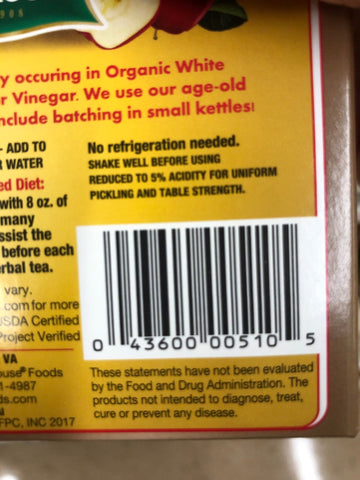 1908
y occuring in Organic White
r Vinegar. We use our age-old
nclude batching in small kettles!
- ADD TO
R WATER
ed Diet:
with 8 oz. of
many
ssist the
before each
erbal tea.
vary.
.com for more
SDA Certified
Project Verified
VA
ouse® Foods
1-4987
ds.com
FPC, INC 2017
No refrigeration needed.
SHAKE WELL BEFORE USING
REDUCED TO 5% ACIDITY FOR UNIFORM
PICKLING AND TABLE STRENGTH.
0 43600 00510 5
These statements have not been evaluated
by the Food and Drug Administration. The
products not intended to diagnose, treat,
cure or prevent any disease.